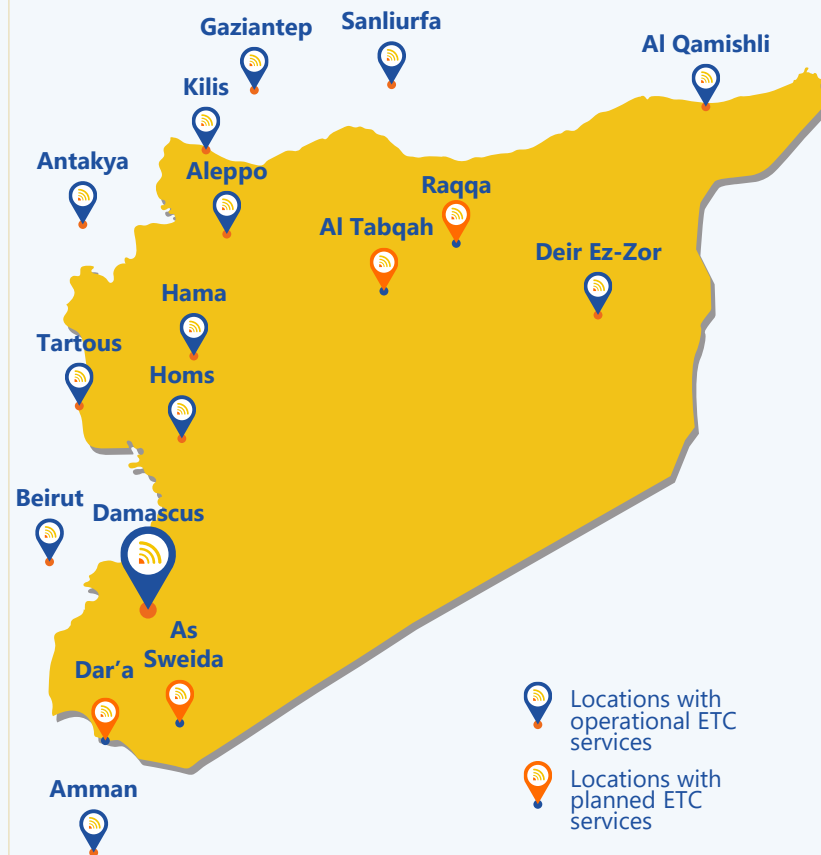 Gaziantep
Sanliurfa
Al Qamishli
Kilis
Antakya
Aleppo
Raqqa
Al Tabqah
Deir Ez-Zor
Hama
Tartous
Homs
Beirut
Damascus
As
Sweida
Dar’a
Amman
Locations with
operational ETC
services
Locations with
planned ETC
services